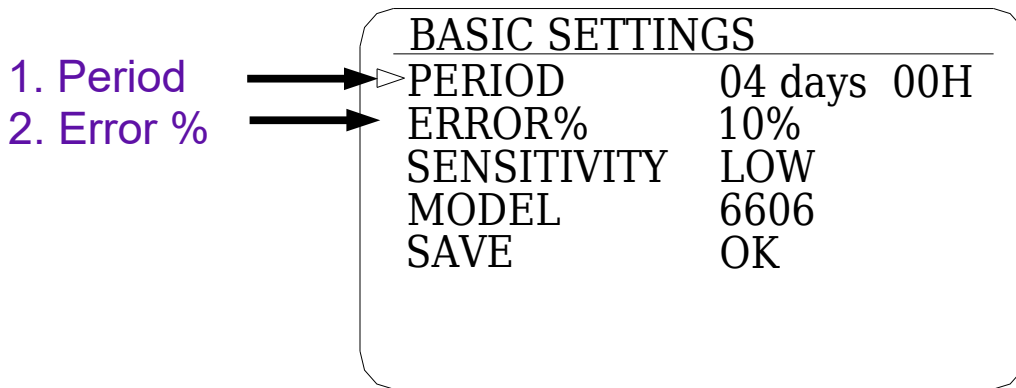 BASIC SETTINGS
1. Period
PERIOD 04 days 00H
2. Error %
ERROR% 10%
SENSITIVITY LOW
MODEL 6606
SAVE OK